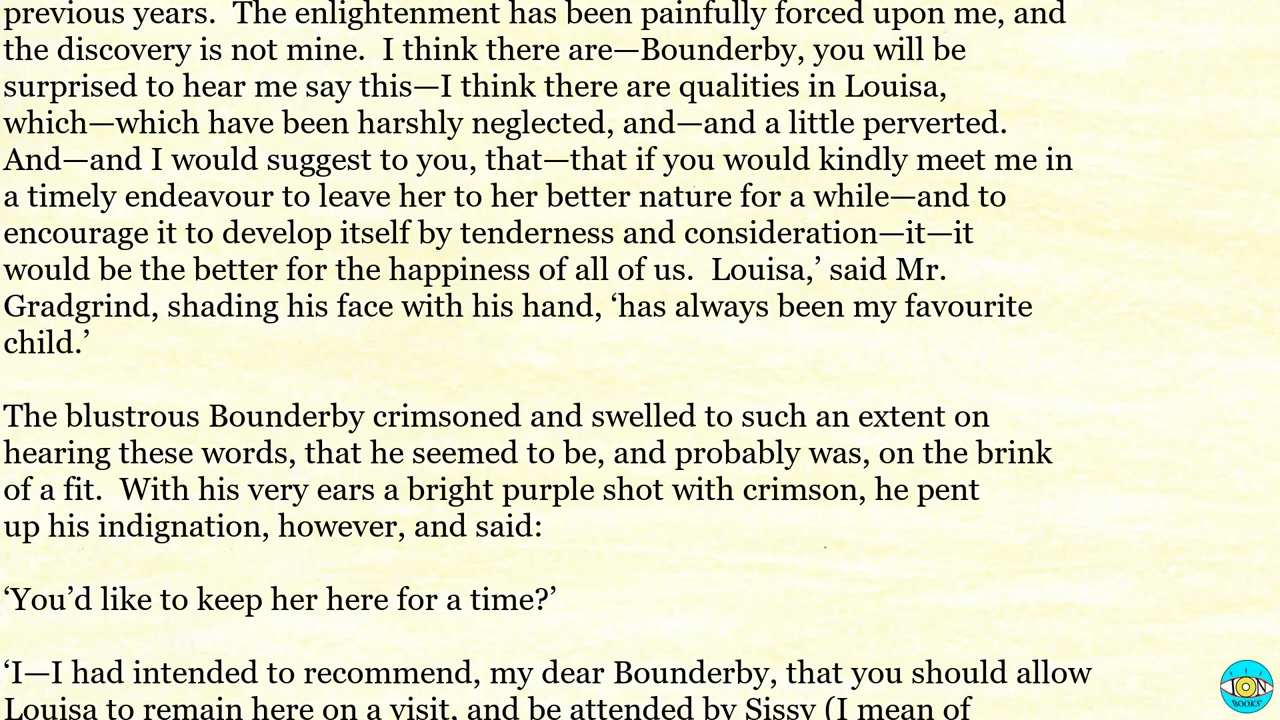 previous years.  The enlightenment has been painfully forced upon me, and
the discovery is not mine.  I think there are—Bounderby, you will be
surprised to hear me say this—I think there are qualities in Louisa,
which—which have been harshly neglected, and—and a little perverted.
And—and I would suggest to you, that—that if you would kindly meet me in
a timely endeavour to leave her to her better nature for a while—and to
encourage it to develop itself by tenderness and consideration—it—it
would be the better for the happiness of all of us.  Louisa,’ said Mr.
Gradgrind, shading his face with his hand, ‘has always been my favourite
child.’
The blustrous Bounderby crimsoned and swelled to such an extent on
hearing these words, that he seemed to be, and probably was, on the brink
of a fit.  With his very ears a bright purple shot with crimson, he pent
up his indignation, however, and said:
‘You’d like to keep her here for a time?’
‘I—I had intended to recommend, my dear Bounderby, that you should allow
Louisa to remain here on a visit, and be attended by Sissy (I mean of
ION
BOOKS